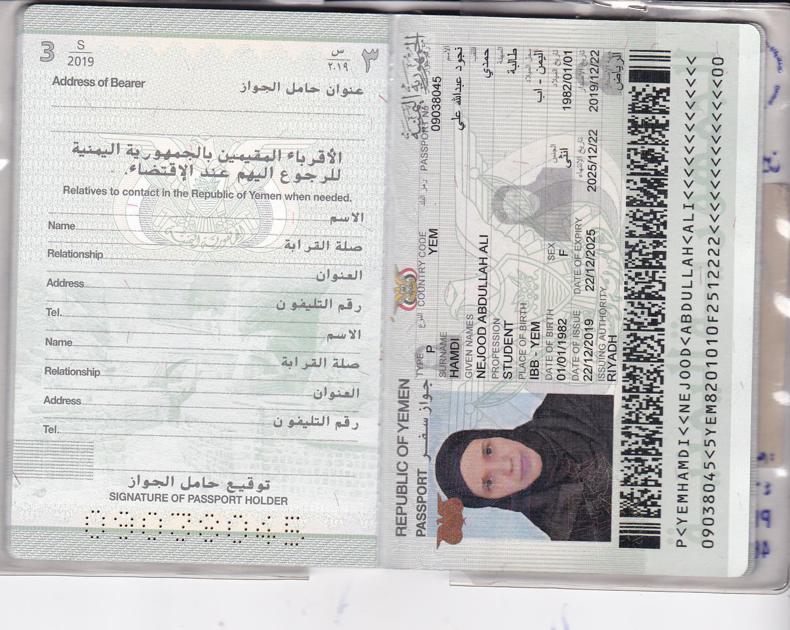 3
S
2019
س
٢٠١٩
٣
Address of Bearer
عنوان حامل الجواز
الأقرباء المقيمين بالجمهورية اليمنية
للرجوع اليهم عند الإقتضاء.
Relatives to contact in the Republic of Yemen when needed.
Name
الاسم
Relationship
صلة القرابة
Address
العنوان
Tel.
رقم التليفون
Name
الاسم
Relationship
صلة القرابة
Address
العنوان
Tel.
رقم التليفون
توقيع حامل الجواز
SIGNATURE OF PASSPORT HOLDER
REPUBLIC OF YEMEN
الجمهورية اليمنية
PASSPORT جواز سفر
TYPE
النوع
COUNTRY CODE
رمز البلد
PASSPORT No
P
YEM
09038045
SURNAME
HAMDI
نجود عبدالله علي
GIVEN NAMES
اللقب
NEJOOD ABDULLAH ALI
حمدي
PROFESSION
المهنة
STUDENT
طالبة
PLACE OF BIRTH
محل الميلاد
IBB - YEM
اليمن - اب
DATE OF BIRTH
SEX
الجنس
تاريخ الميلاد
01/01/1982
F
انثى
1982/01/01
DATE OF ISSUE
DATE OF EXPIRY
تاريخ الإنتهاء
22/12/2019
22/12/2025
2025/12/22
2019/12/22
ISSUING AUTHORITY
RIYADH
الرياض
P<YEMHAMDI<<NEJOOD<ABDULLAH<ALI<<<<<<<<<<<<<
09038045<5YEM8201010F2512222<<<<<<<<<<<<<<00